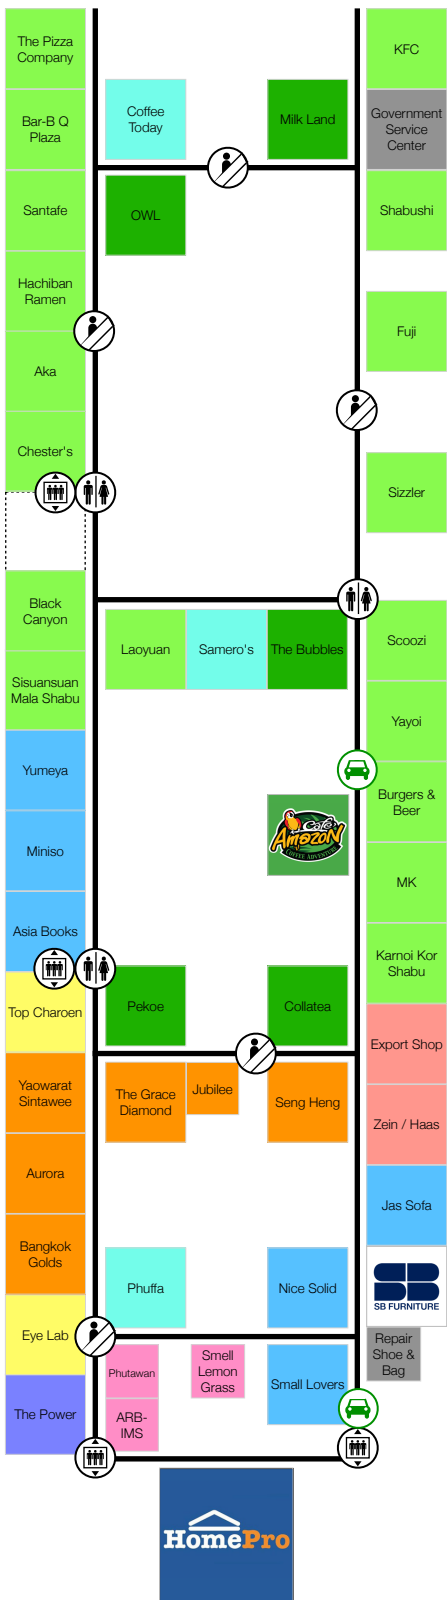 The Pizza
Company
KFC
Coffee
Today
Milk Land
Bar-B Q
Plaza
Government
Service
Center
Santafe
OWL
Shabushi
Hachiban
Ramen
Fuji
Aka
Chester's
Sizzler
Black
Canyon
Laoyuan
Samero's
The Bubbles
Scoozi
Sisuansuan
Mala Shabu
Yayoi
Yumeya
Burgers &
Beer
Café
Amazon
COFFEE ADVENTURE
Miniso
MK
Asia Books
Karnoi Kor
Shabu
Top Charoen
Pekoe
Collatea
Export Shop
Yaowarat
Sintawee
The Grace
Diamond
Jubilee
Seng Heng
Zein / Haas
Aurora
Jas Sofa
Bangkok
Golds
Phuffa
Nice Solid
SB
SB FURNITURE
Eye Lab
Repair
Shoe &
Bag
Phutawan
Smell
Lemon
Grass
Small Lovers
The Power
ARB-
IMS
HomePro